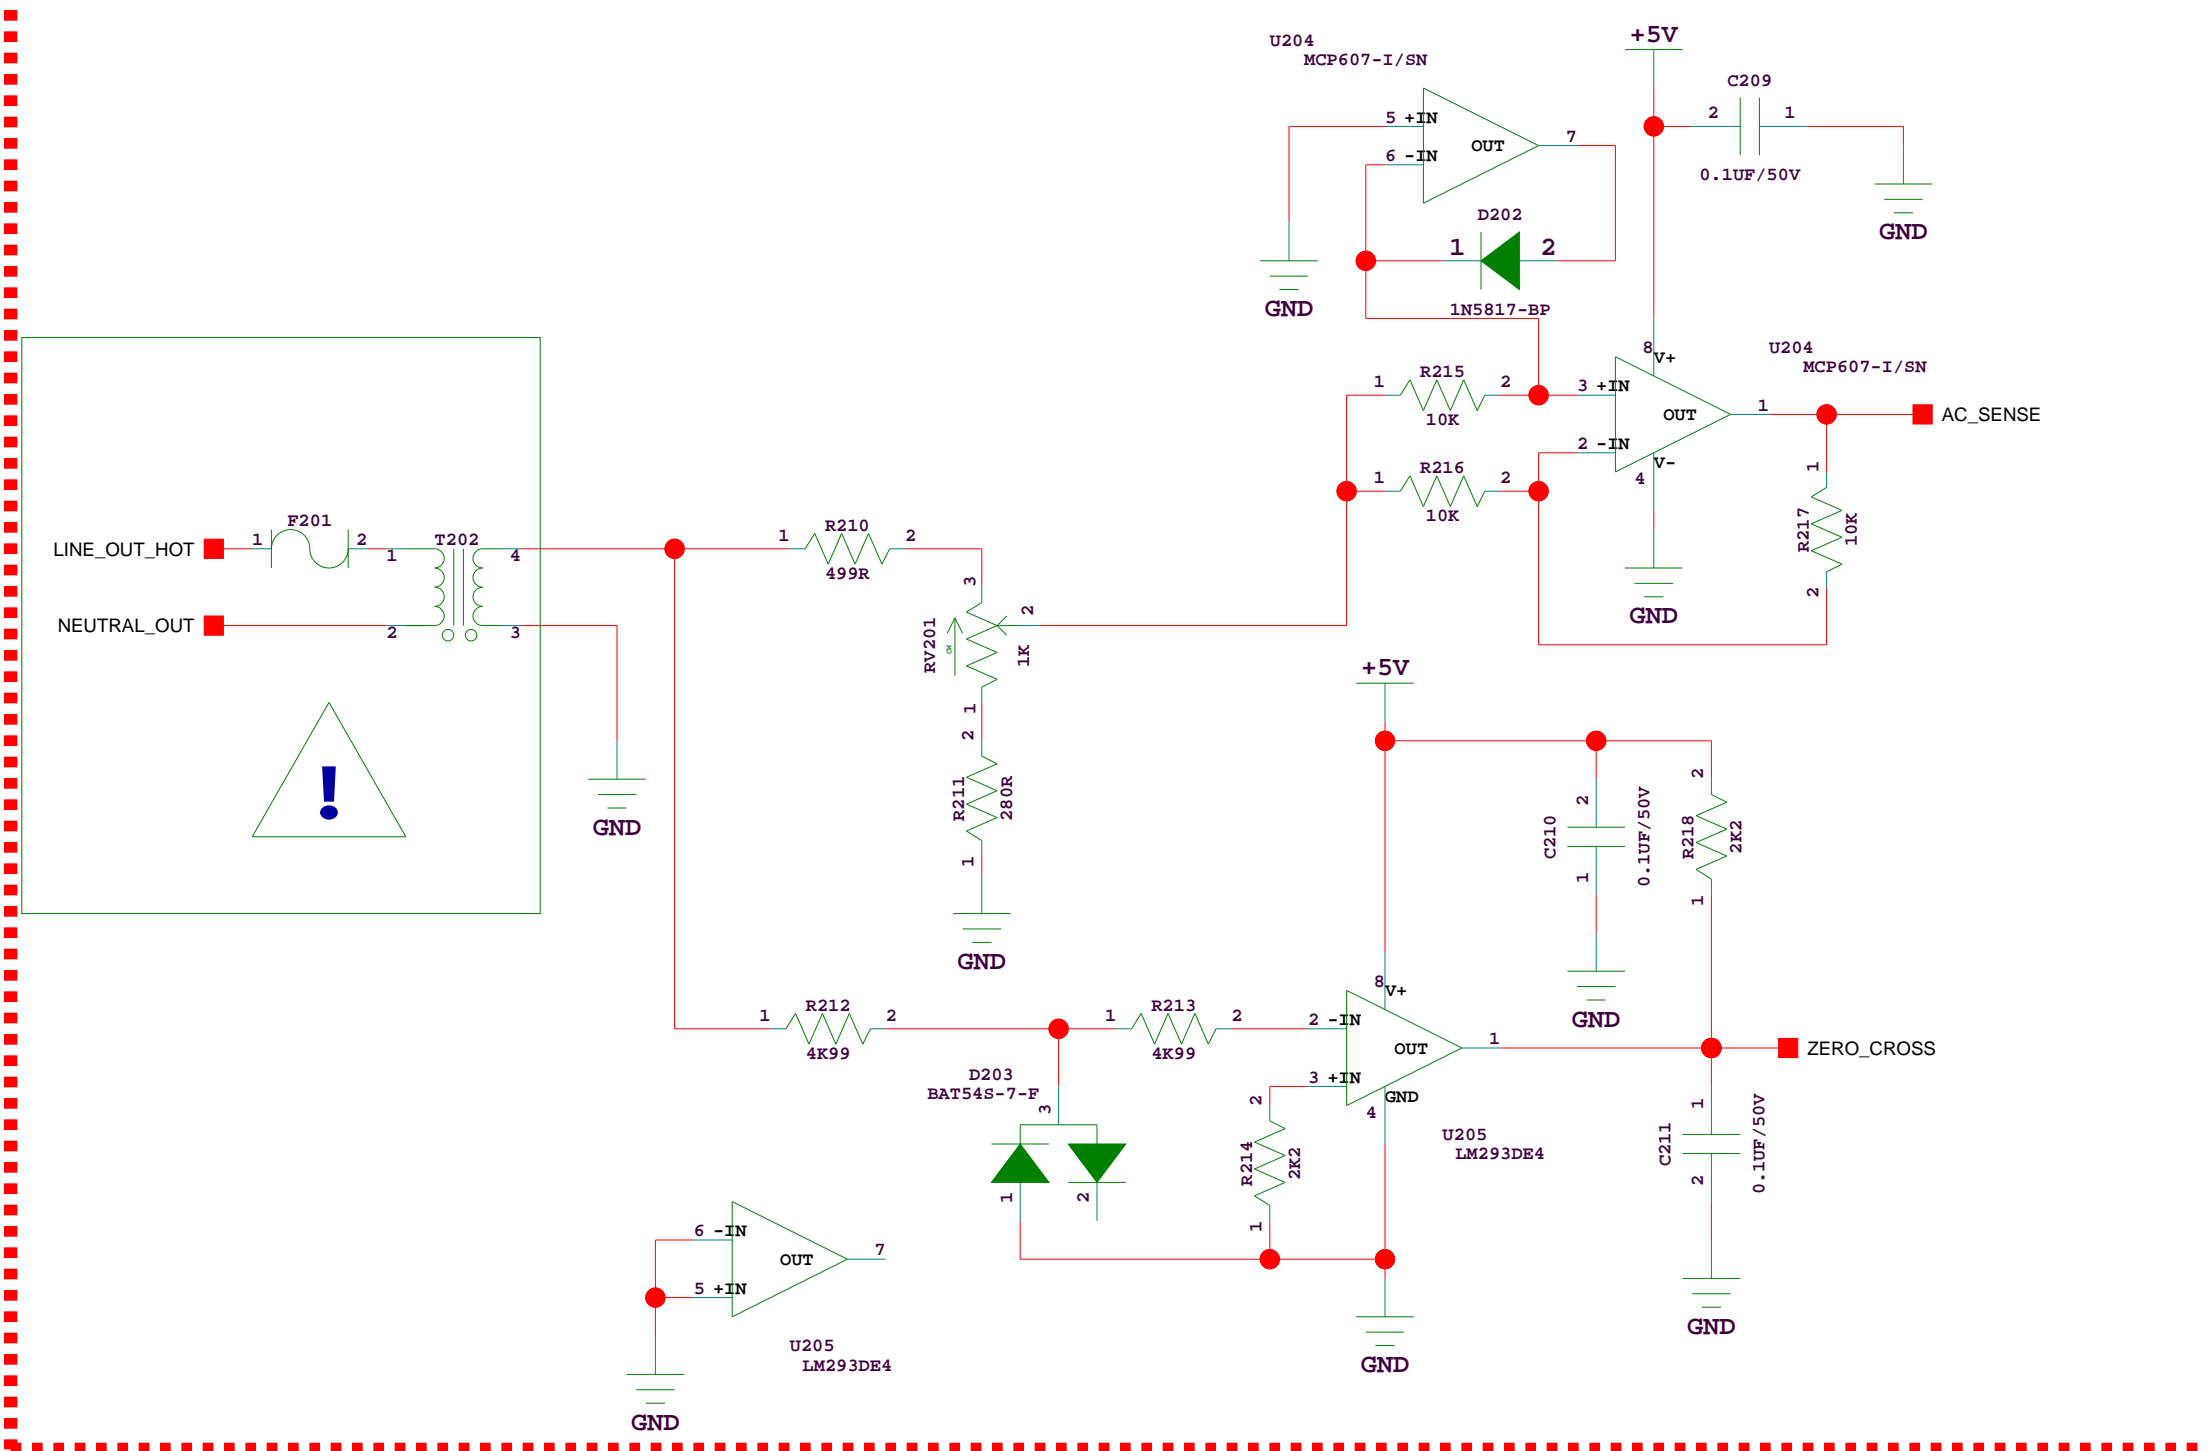 U204
MCP607-I/SN
5 +IN
6 -IN
OUT
7
GND
D202
1
2
1N5817-BP
+5V
C209
2
1
0.1UF/50V
GND
R215
1
2
10K
R216
1
2
10K
8
V+
3 +IN
2 -IN
OUT
V-
4
1
U204
MCP607-I/SN
AC_SENSE
GND
1
R217
10K
2
LINE_OUT_HOT
1
F201
2
1
T202
4
NEUTRAL_OUT
2
3
!
GND
1
R210
2
499R
3
2
RV201
CW
1K
1
2
R211
280R
1
GND
+5V
2
C210
0.1UF/50V
1
GND
2
R218
2K2
1
1
R212
2
4K99
1
R213
2
4K99
D203
BAT54S-7-F
3
1
2
8
V+
2 -IN
OUT
3 +IN
GND
4
1
U205
LM293DE4
ZERO_CROSS
2
R214
2K2
1
GND
1
C211
0.1UF/50V
2
GND
6 -IN
OUT
5 +IN
7
U205
LM293DE4
GND